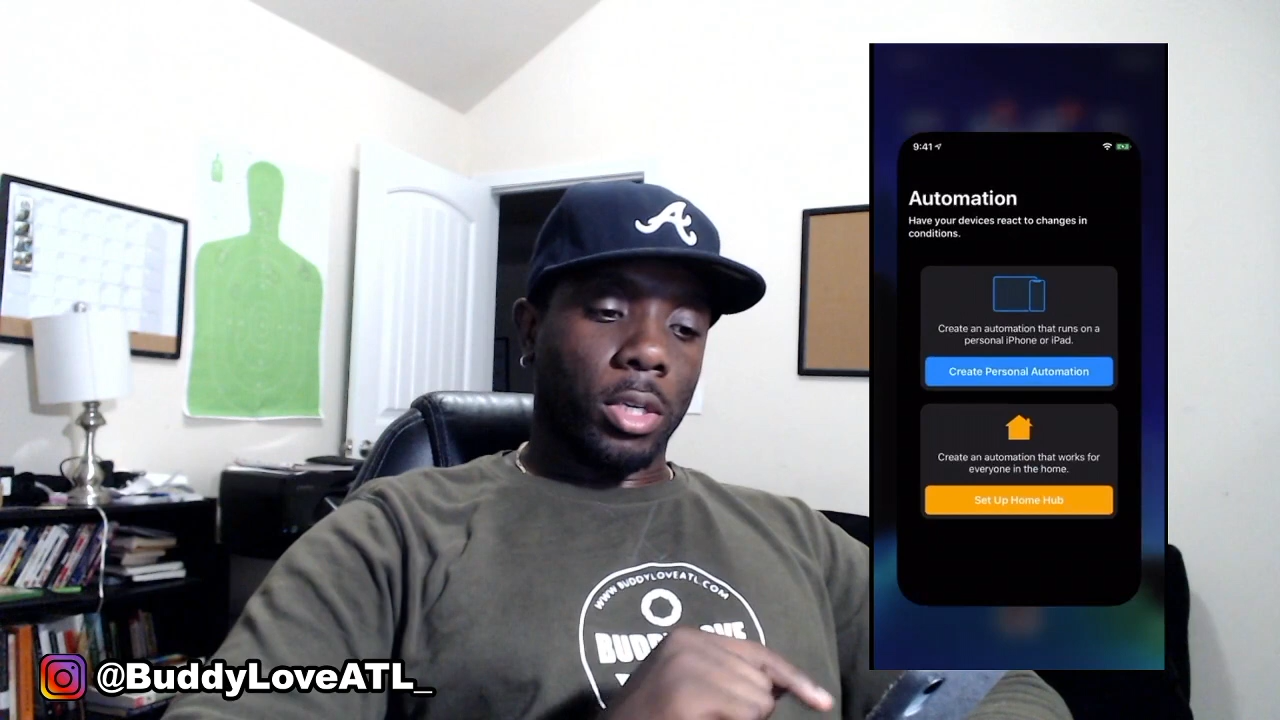 9:41
Automation
Have your devices react to changes in
conditions.
Create an automation that runs on a
personal iPhone or iPad.
Create Personal Automation
Create an automation that works for
everyone in the home.
Set Up Home Hub
WWW.BUDDYLOVEATL.COM
@BuddyLoveATL_